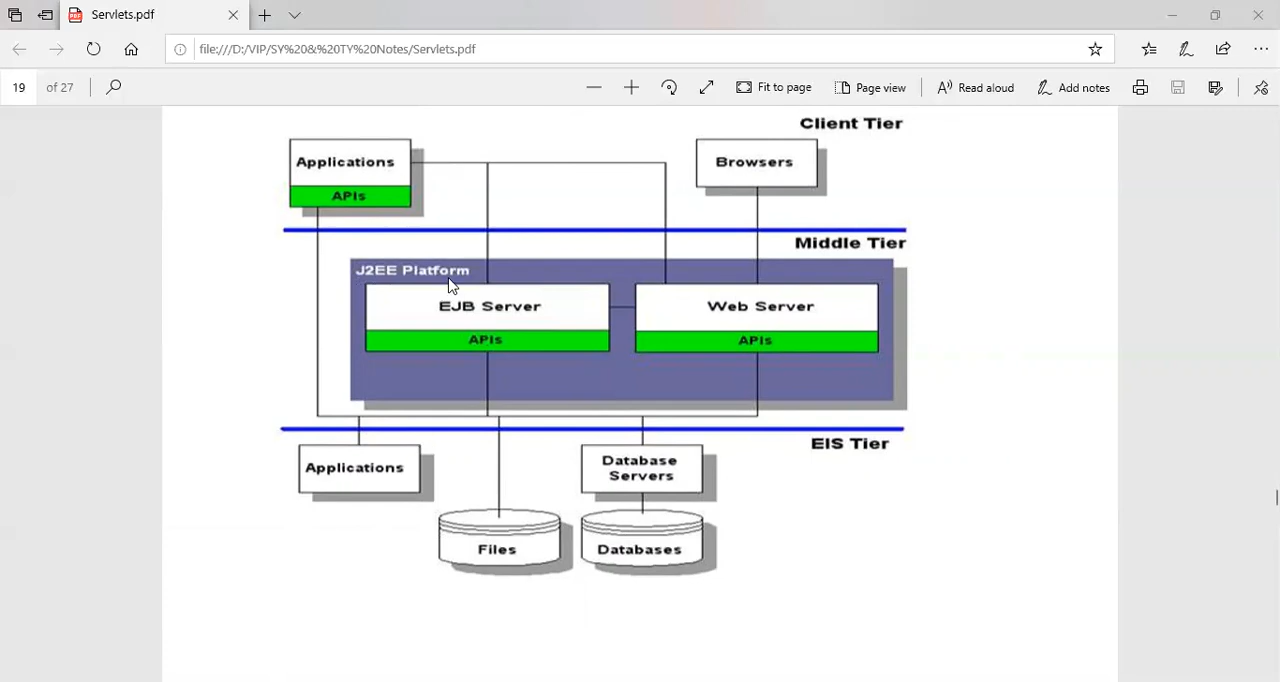 Servlets.pdf
file:///D:/VIP/SY%20&%20TY%20Notes/Servlets.pdf
19 of 27
Fit to page
Page view
Read aloud
Add notes
Client Tier
Applications
Browsers
APIs
Middle Tier
J2EE Platform
EJB Server
Web Server
APIs
APIs
EIS Tier
Applications
Database
Servers
Files
Databases